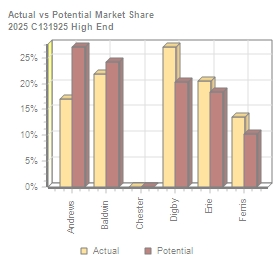 Actual vs Potential Market Share
2025 C131925 High End
25%
20%
15%
10%
5%
0%
Andrews
Baldwin
Chester
Digby
Erie
Ferris
Actual
Potential